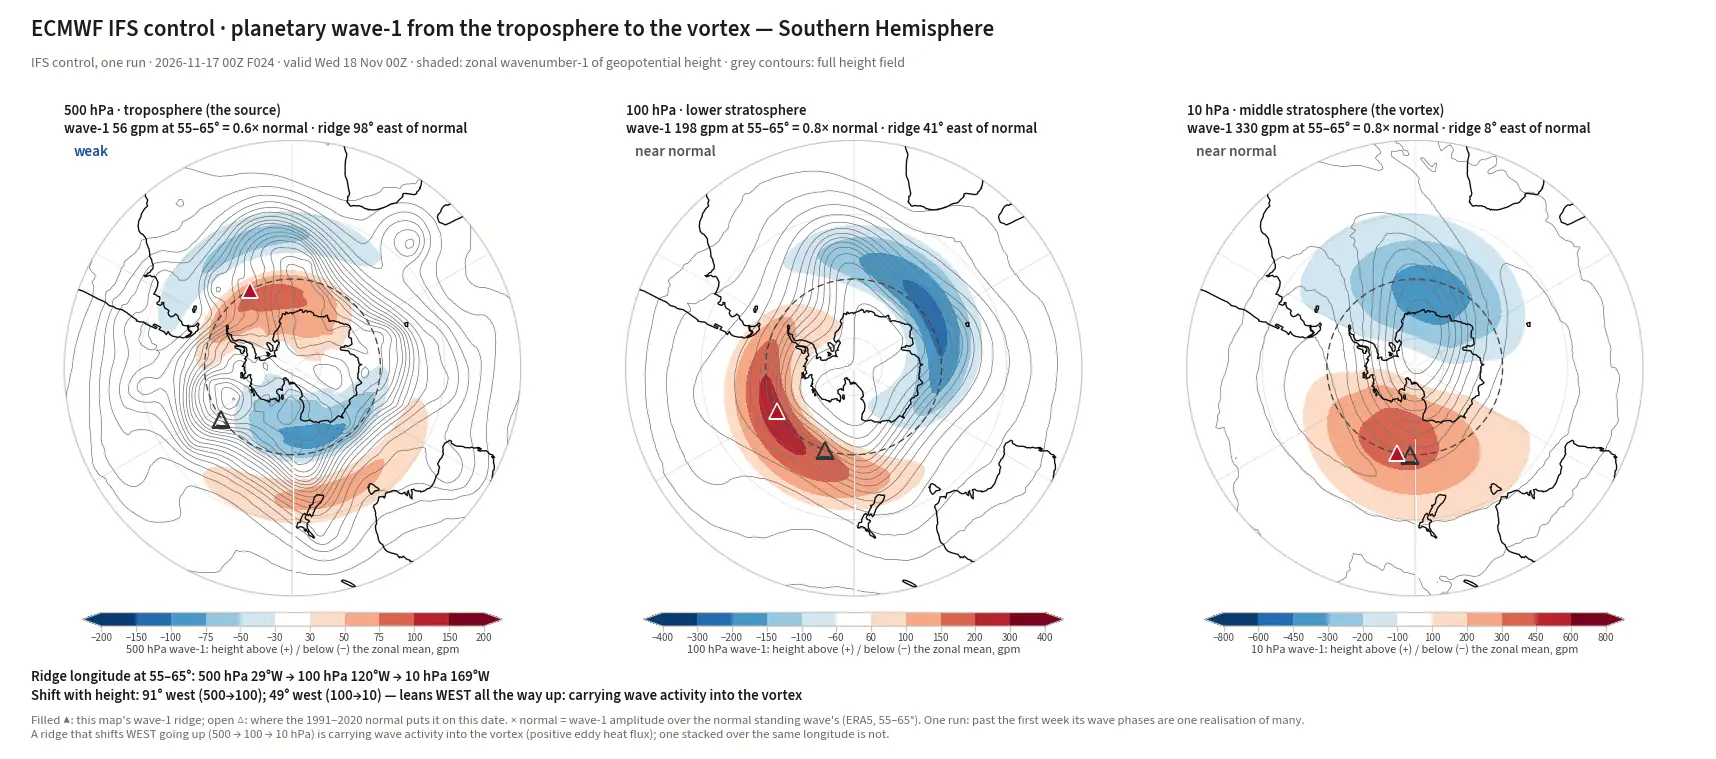 ECMWF IFS control · planetary wave-1 from the troposphere to the vortex — Southern Hemisphere
IFS control, one run · 2026-11-17 00Z F024 · valid Wed 18 Nov 00Z · shaded: zonal wavenumber-1 of geopotential height · grey contours: full height field
500 hPa · troposphere (the source)
wave-1 56 gpm at 55–65° = 0.6× normal · ridge 98° east of normal
weak
100 hPa · lower stratosphere
wave-1 198 gpm at 55–65° = 0.8× normal · ridge 41° east of normal
near normal
10 hPa · middle stratosphere (the vortex)
wave-1 330 gpm at 55–65° = 0.8× normal · ridge 8° east of normal
near normal
−200 −150 −100 −75 −50 −30 30 50 75 100 150 200
500 hPa wave-1: height above (+) / below (−) the zonal mean, gpm
−400 −300 −200 −150 −100 −60 60 100 150 200 300 400
100 hPa wave-1: height above (+) / below (−) the zonal mean, gpm
−800 −600 −450 −300 −200 −100 100 200 300 450 600 800
10 hPa wave-1: height above (+) / below (−) the zonal mean, gpm
Ridge longitude at 55–65°: 500 hPa 29°W → 100 hPa 120°W → 10 hPa 169°W
Shift with height: 91° west (500→100); 49° west (100→10) — leans WEST all the way up: carrying wave activity into the vortex
Filled ▲: this map's wave-1 ridge; open △: where the 1991–2020 normal puts it on this date. × normal = wave-1 amplitude over the normal standing wave's (ERA5, 55–65°). One run: past the first week its wave phases are one realisation of many.
A ridge that shifts WEST going up (500 → 100 → 10 hPa) is carrying wave activity into the vortex (positive eddy heat flux); one stacked over the same longitude is not.